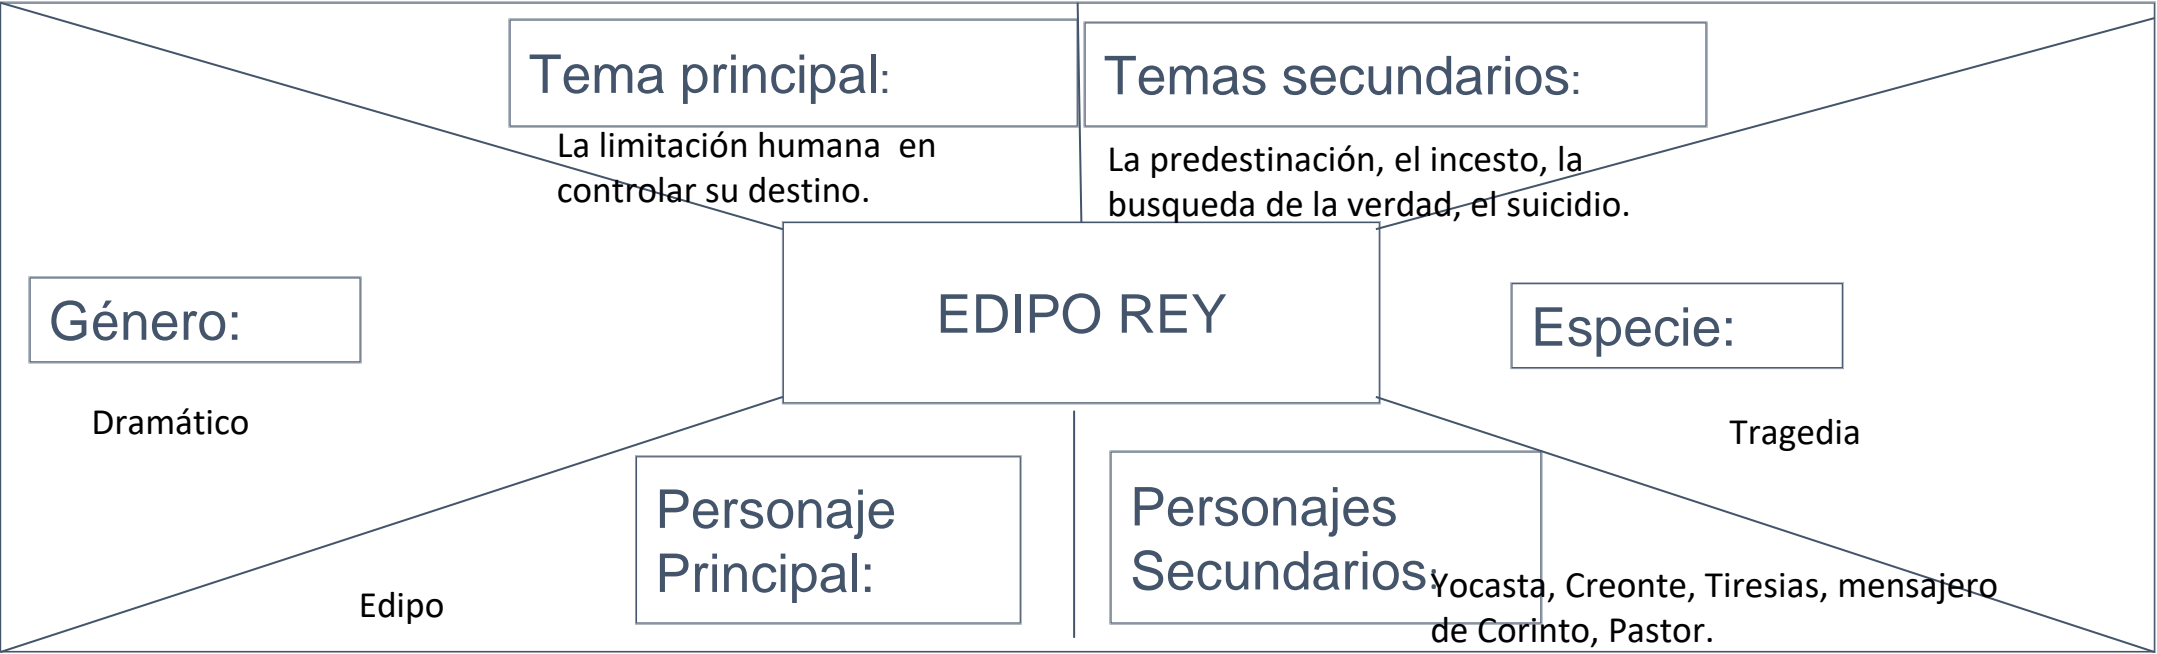 Tema principal:
La limitación humana  en
controlar su destino.
Temas secundarios:
La predestinación, el incesto, la
busqueda de la verdad, el suicidio.
Género:
Dramático
EDIPO REY
Especie:
Tragedia
Personaje
Principal:
Edipo
Personajes
Secundarios:
Yocasta, Creonte, Tiresias, mensajero
de Corinto, Pastor.